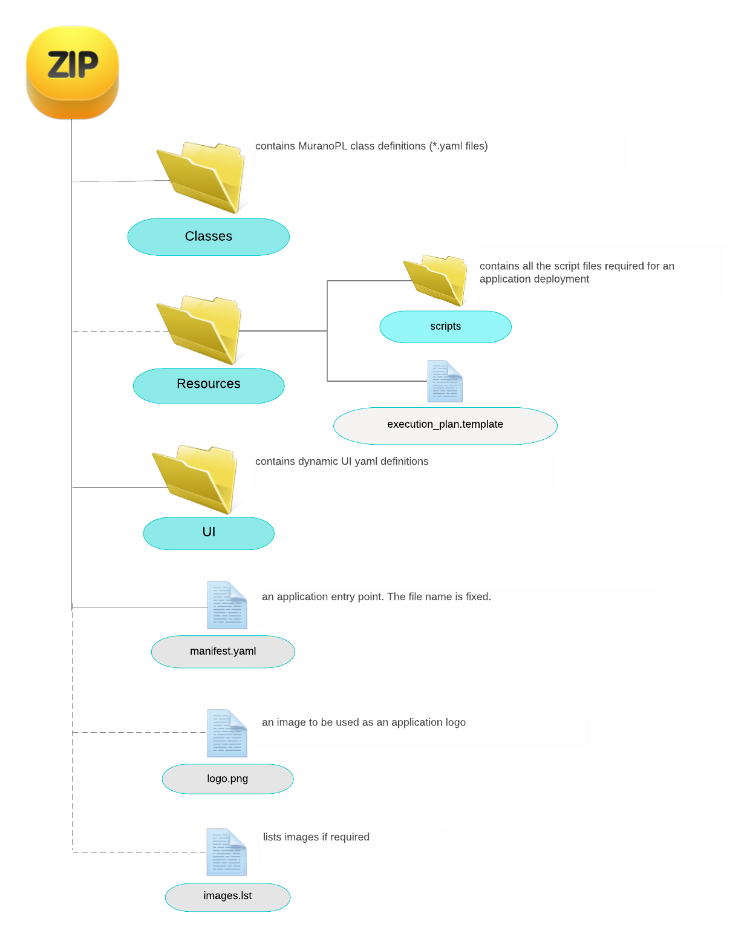 ZIP
contains MuranoPL class definitions (*.yaml files)
Classes
contains all the script files required for an
application deployment
scripts
Resources
execution_plan.template
contains dynamic UI yaml definitions
UI
an application entry point. The file name is fixed.
manifest.yaml
an image to be used as an application logo
logo.png
lists images if required
images.lst